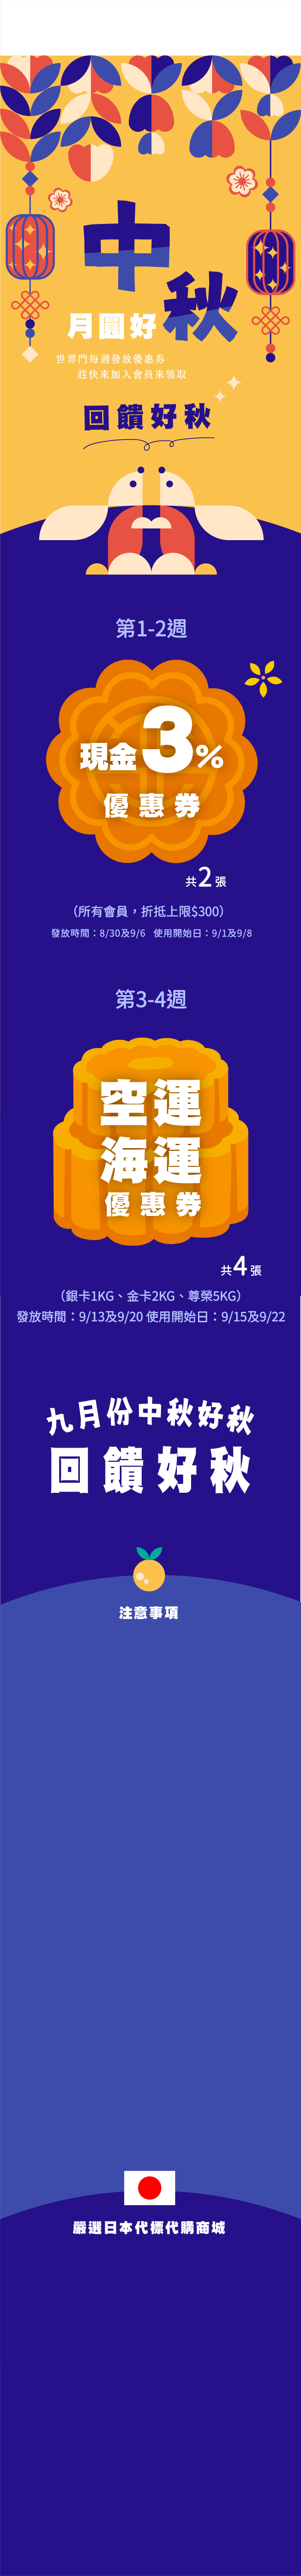 中秋
月圓好
世界門每週發放優惠券
趕快來加入會員來領取
回饋好秋
第1-2週
現金3%
優惠券
共2張
（所有會員，折抵上限$300）
發放時間：8/30及9/6 使用開始日：9/1及9/8
第3-4週
空運
海運
優惠券
共4張
（銀卡1KG、金卡2KG、尊榮5KG）
發放時間：9/13及9/20 使用開始日：9/15及9/22
九月份中秋好秋
回饋好秋
注意事項
嚴選日本代標代購商城